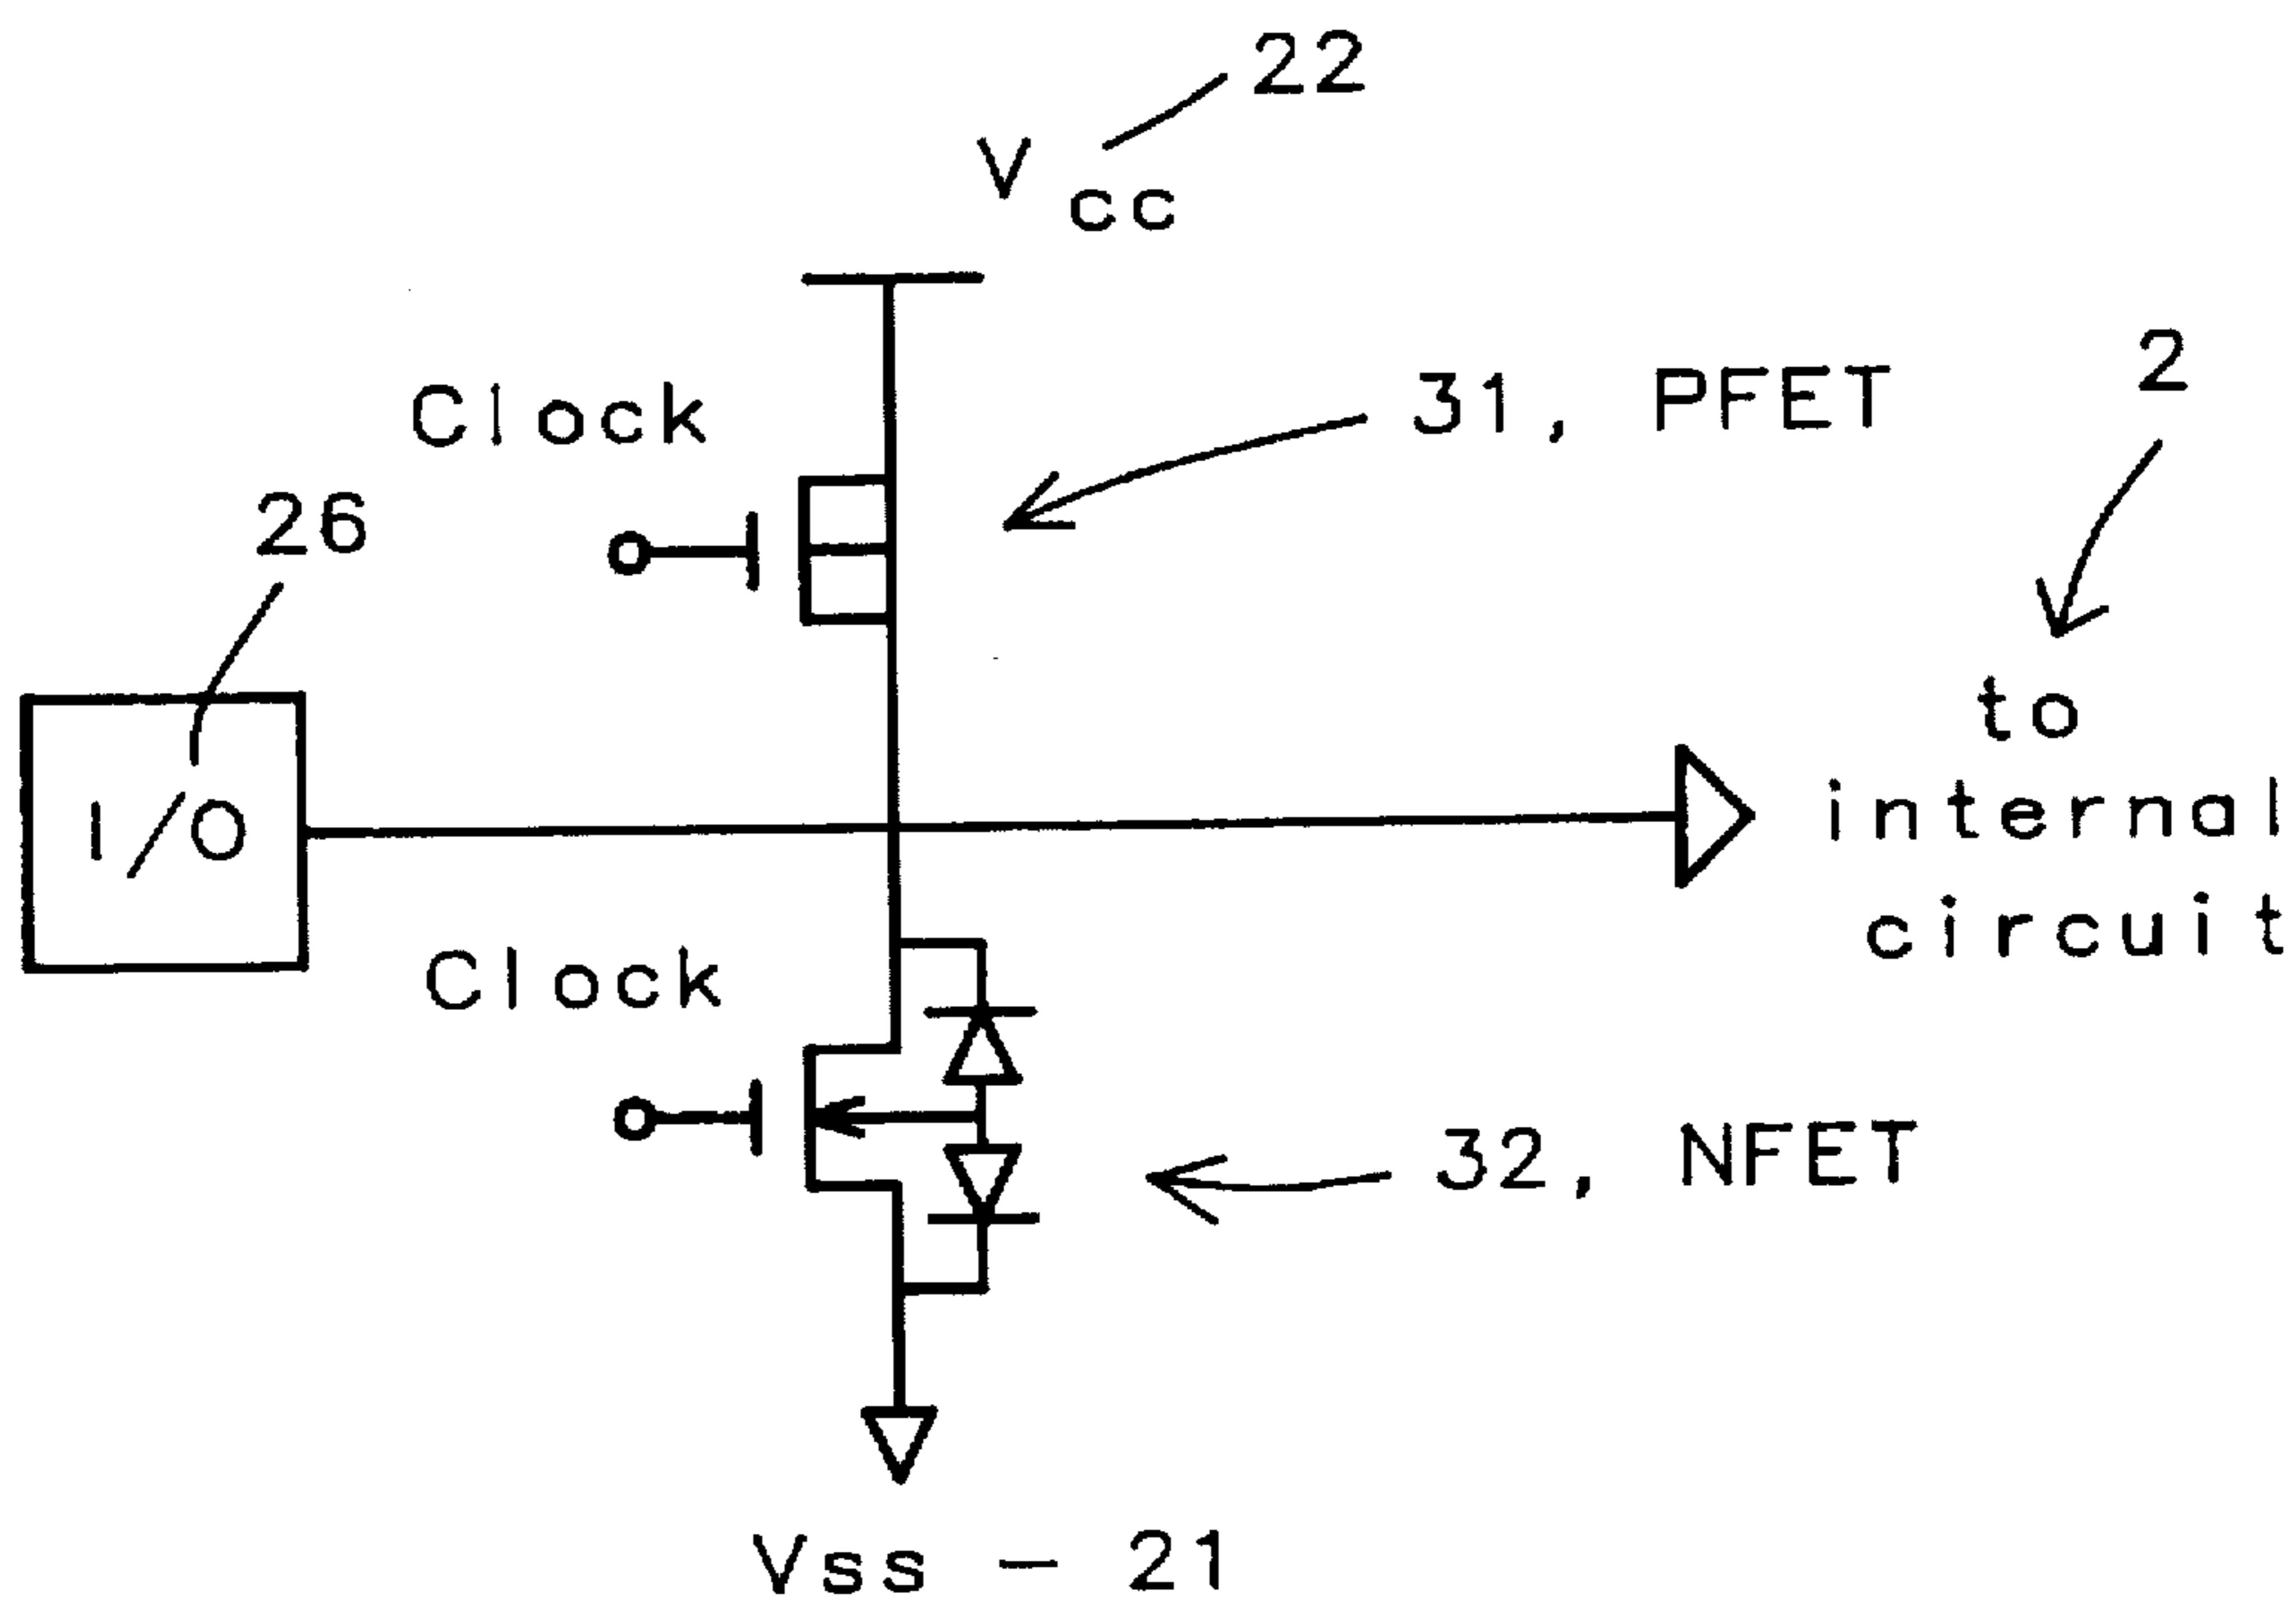 22
Vcc
Clock
31, PFET
2
26
to
internal
circuit
I/O
Clock
32, NFET
Vss - 21